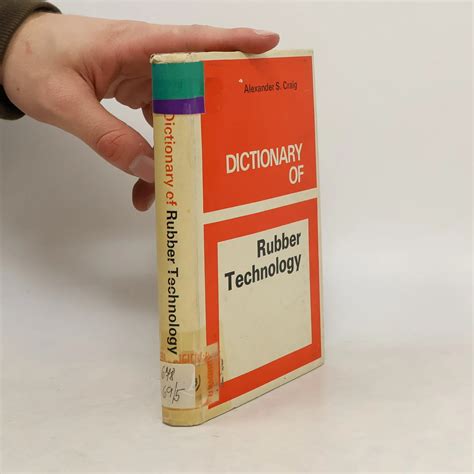 Alexander S. Craig
DICTIONARY
OF
Rubber
Technology
Dictionary of Rubber Technology